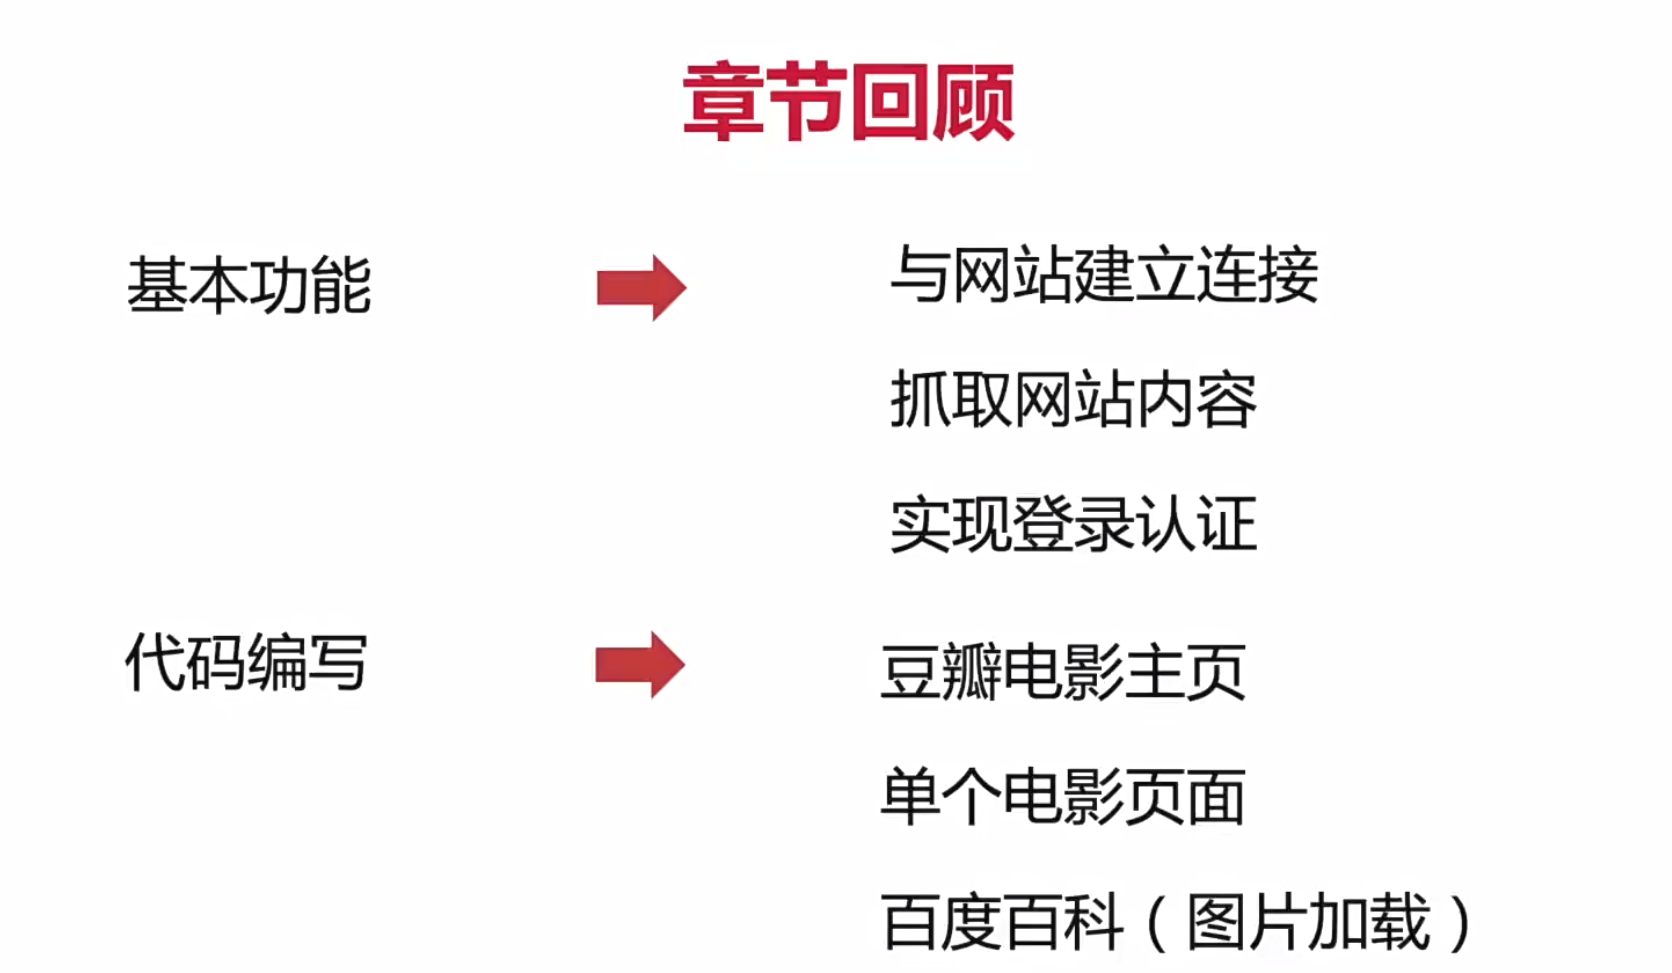 章节回顾
基本功能
与网站建立连接
抓取网站内容
实现登录认证
代码编写
豆瓣电影主页
单个电影页面
百度百科（图片加载）